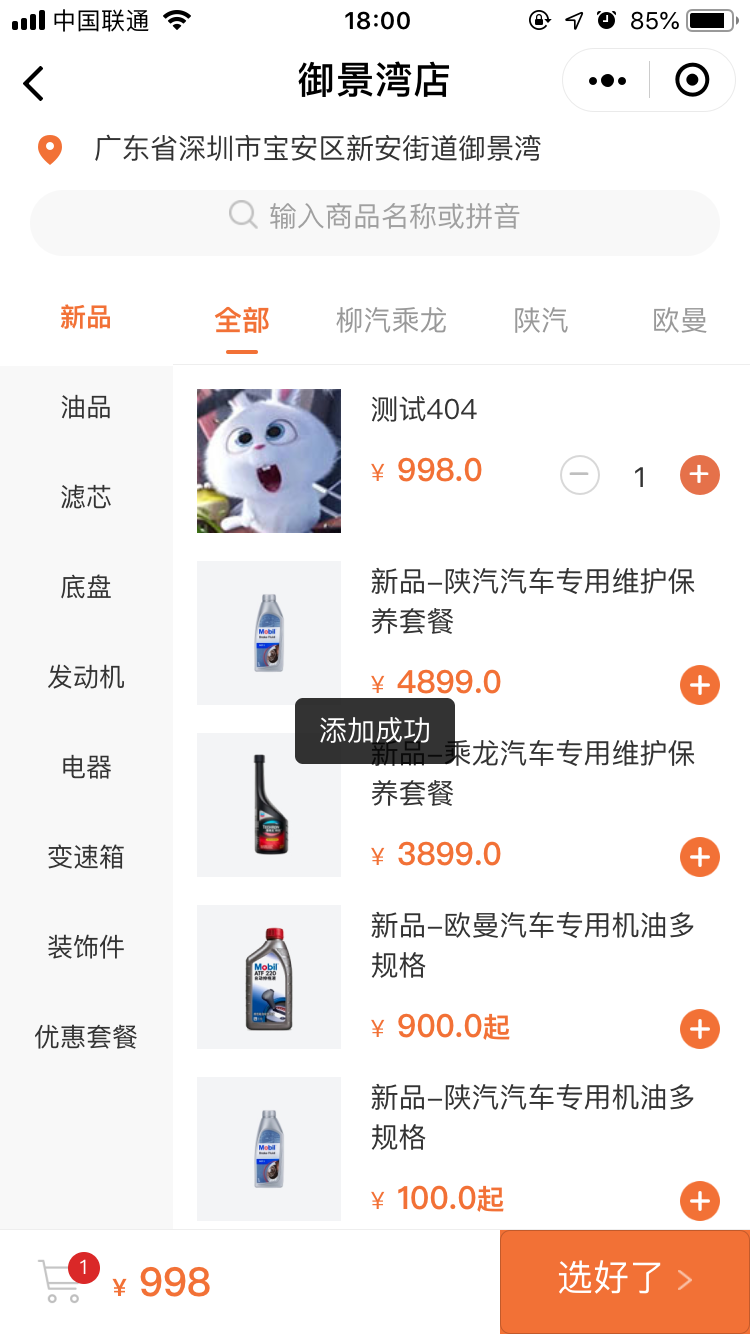 中国联通
18:00
85%
御景湾店
广东省深圳市宝安区新安街道御景湾
输入商品名称或拼音
新品
全部 柳汽乘龙 陕汽 欧曼
油品
滤芯
底盘
发动机
电器
变速箱
装饰件
优惠套餐
测试404
¥ 998.0
1
新品-陕汽汽车专用维护保
养套餐
¥ 4899.0
Mobil
添加成功
新品-乘龙汽车专用维护保
养套餐
¥ 3899.0
新品-欧曼汽车专用机油多
规格
¥ 900.0起
Mobil
ATF 220
新品-陕汽汽车专用机油多
规格
¥ 100.0起
Mobil
1
¥ 998
选好了